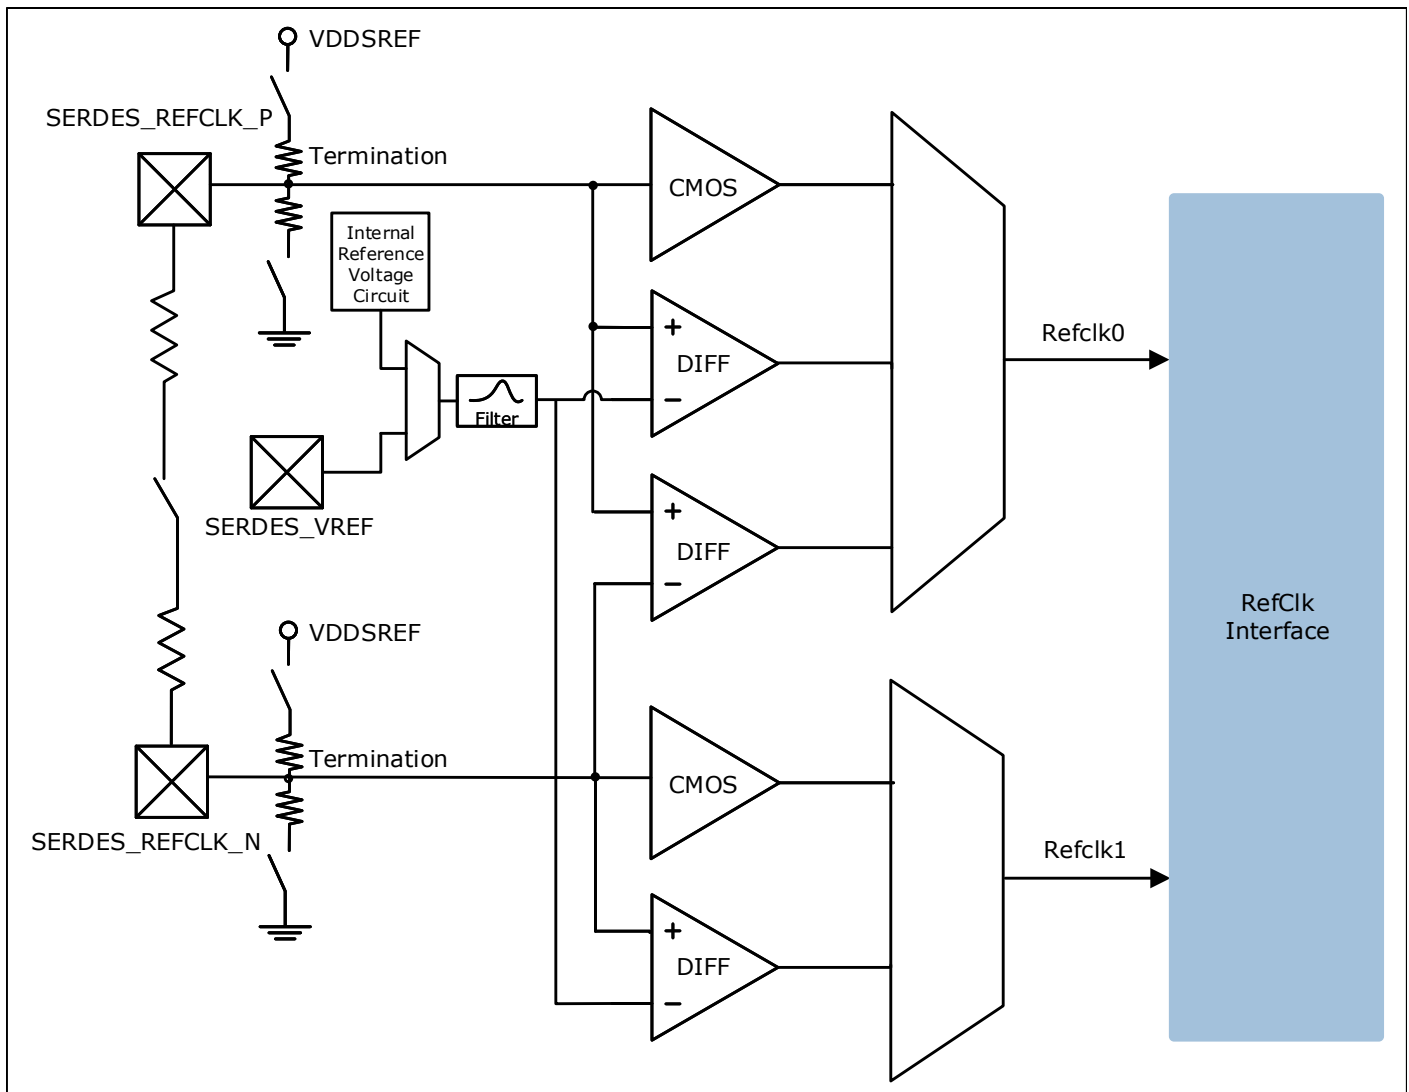 VDDSREF
SERDES_REFCLK_P
Termination
CMOS
Internal
Reference
Voltage
Circuit
+
DIFF
−
Filter
Refclk0
SERDES_VREF
+
DIFF
−
RefClk
Interface
VDDSREF
Termination
CMOS
SERDES_REFCLK_N
Refclk1
+
DIFF
−